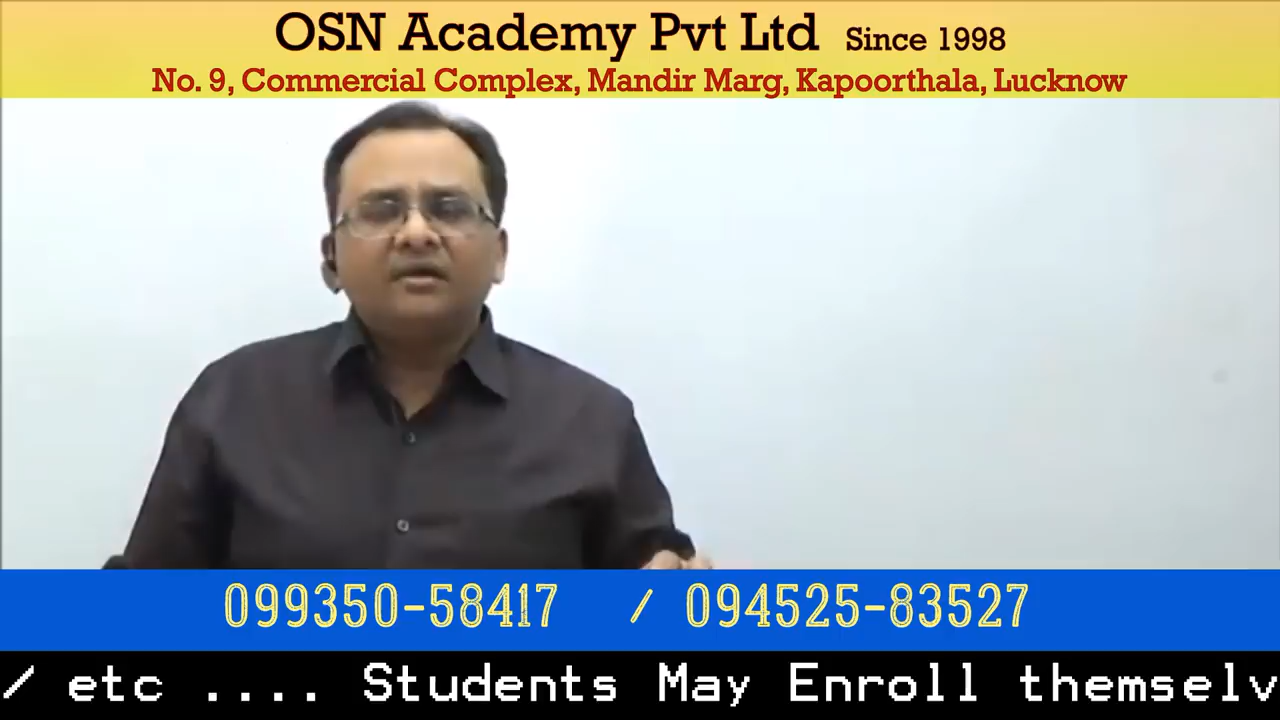 OSN Academy Pvt Ltd Since 1998
No. 9, Commercial Complex, Mandir Marg, Kapoorthala, Lucknow
099350-58417 / 094525-83527
/ etc .... Students May Enroll themselv